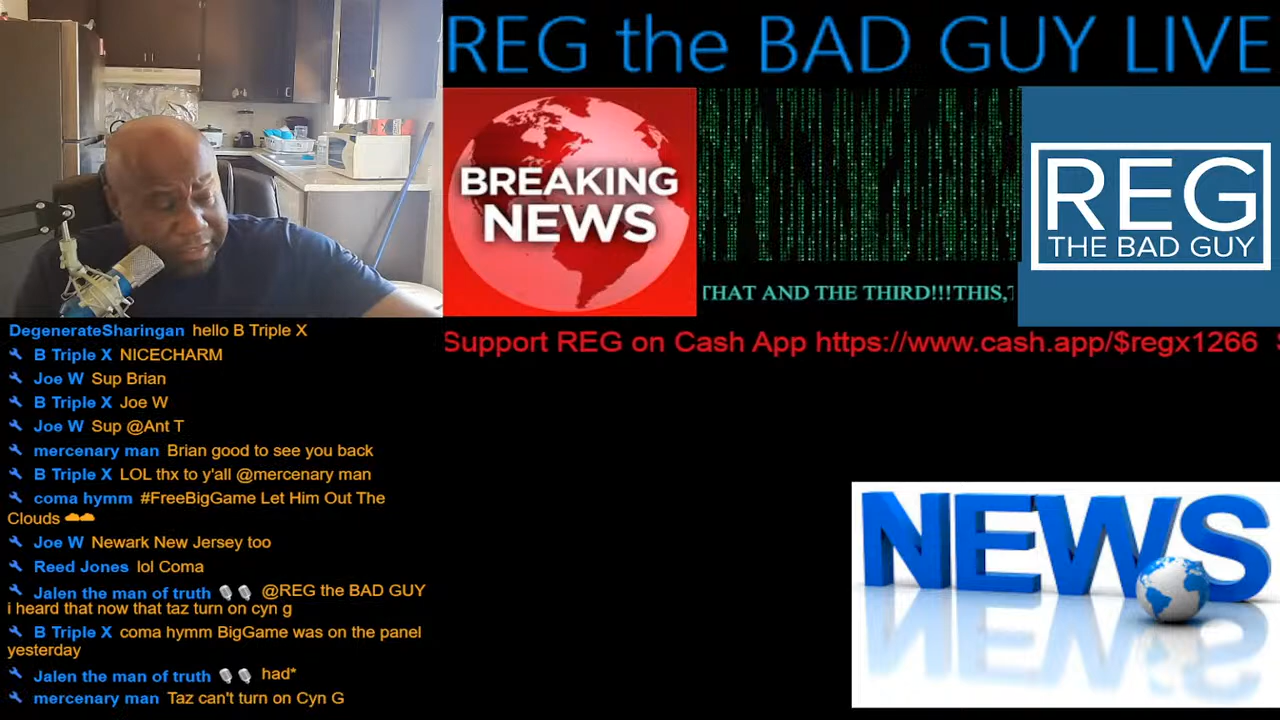 REG the BAD GUY LIVE
BREAKING
NEWS
REG
THE BAD GUY
THAT AND THE THIRD!!!THIS,
Support REG on Cash App https://www.cash.app/$regx1266
DegenerateSharingan hello B Triple X
B Triple X NICECHARM
Joe W Sup Brian
B Triple X Joe W
Joe W Sup @Ant T
mercenary man Brian good to see you back
B Triple X LOL thx to y'all @mercenary man
coma hymm #FreeBigGame Let Him Out The
Clouds ☁☁
Joe W Newark New Jersey too
Reed Jones lol Coma
Jalen the man of truth 🎙🎙 @REG the BAD GUY
i heard that now that taz turn on cyn g
B Triple X coma hymm BigGame was on the panel
yesterday
Jalen the man of truth 🎙🎙 had*
mercenary man Taz can't turn on Cyn G
NEWS